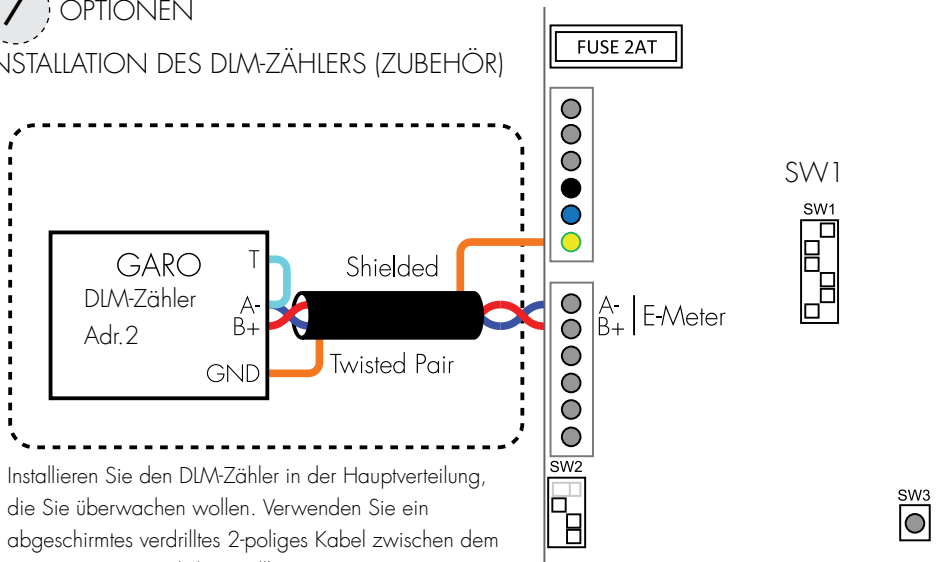 7 OPTIONEN
NSTALLATION DES DLM-ZÄHLERS (ZUBEHÖR)
FUSE 2AT
SW1
SW1
GARO
DLM-Zähler
Adr.2
T
A-
B+
GND
Shielded
Twisted Pair
A-
B+
E-Meter
SW2
SW3
Installieren Sie den DLM-Zähler in der Hauptverteilung,
die Sie überwachen wollen. Verwenden Sie ein
abgeschirmtes verdrilltes 2-poliges Kabel zwischen dem